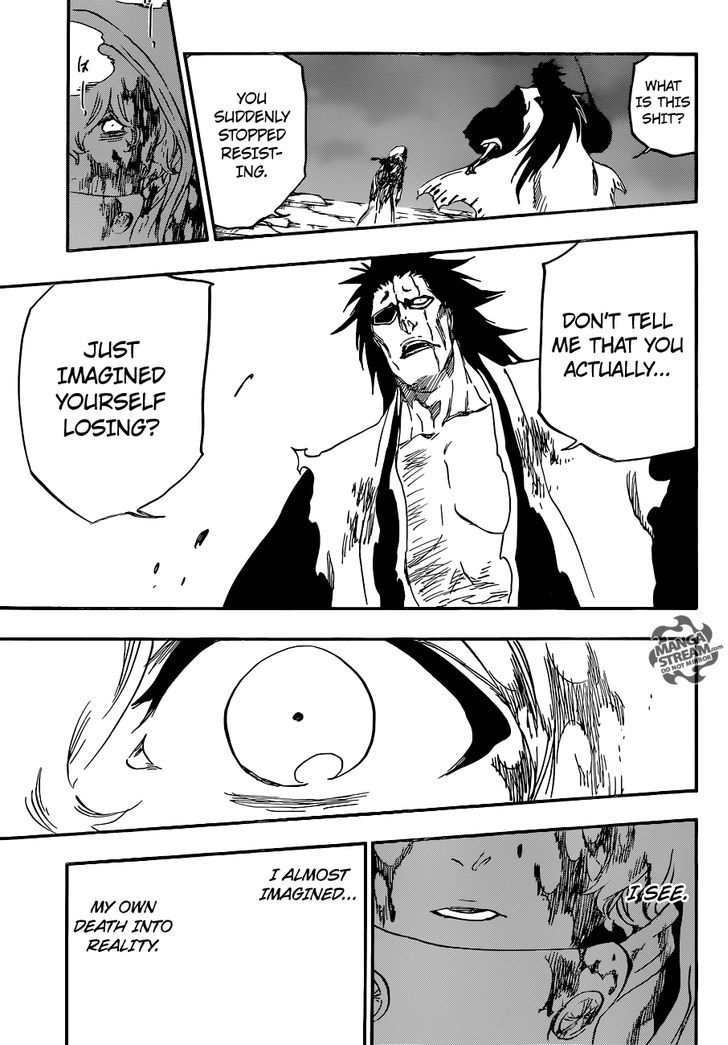 WHAT
IS THIS
SHIT?
YOU
SUDDENLY
STOPPED
RESIST-
ING.
DON'T TELL
ME THAT YOU
ACTUALLY...
JUST
IMAGINED
YOURSELF
LOSING?
MANGA
STREAM.com
DO NOT MIRROR
I SEE.
I ALMOST
IMAGINED...
MY OWN
DEATH INTO
REALITY.